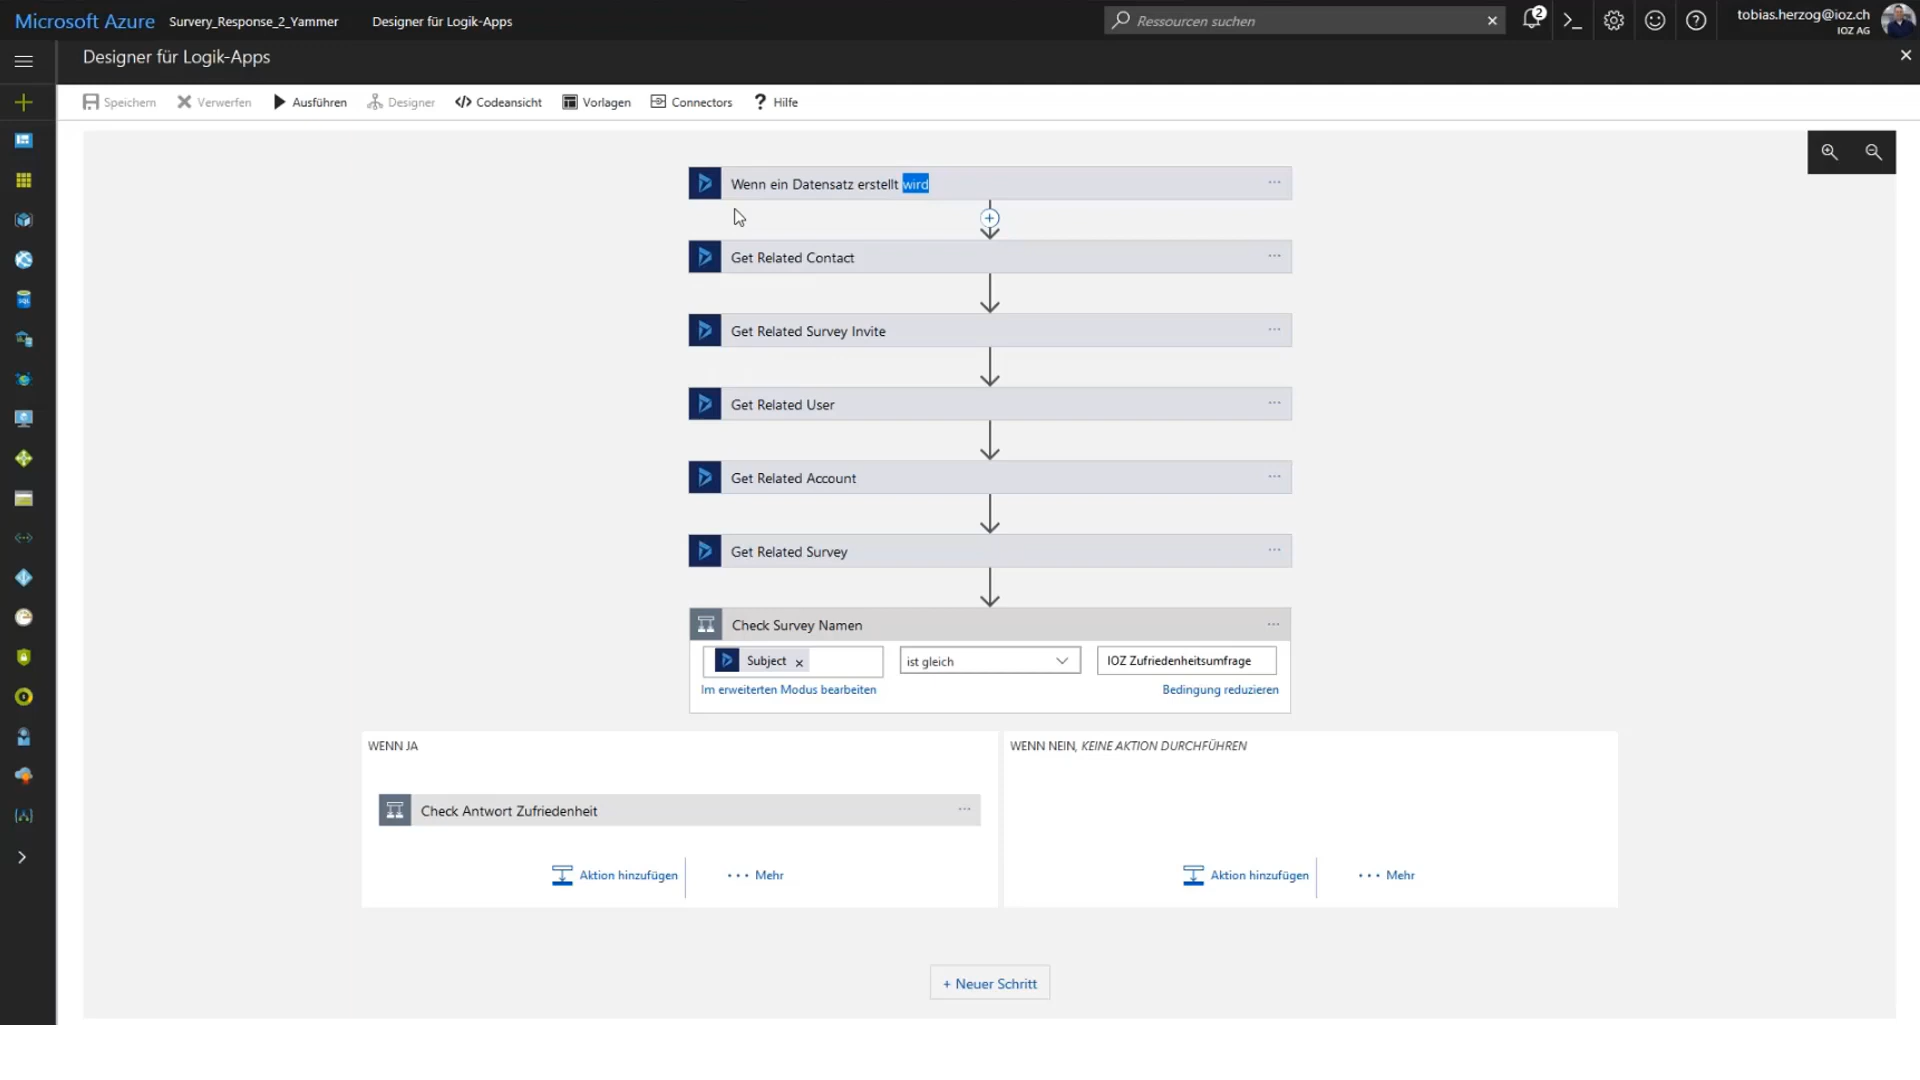 Microsoft Azure Survery_Response_2_Yammer Designer für Logik-Apps Ressourcen suchen 2 tobias.herzog@ioz.ch
IOZ AG
Designer für Logik-Apps
Speichern Verwerfen Ausführen Designer Codeansicht Vorlagen Connectors Hilfe
Wenn ein Datensatz erstellt wird
Get Related Contact
Get Related Survey Invite
Get Related User
Get Related Account
Get Related Survey
Check Survey Namen
Subject ist gleich IOZ Zufriedenheitsumfrage
Im erweiterten Modus bearbeiten Bedingung reduzieren
WENN JA WENN NEIN, KEINE AKTION DURCHFÜHREN
Check Antwort Zufriedenheit
Aktion hinzufügen ... Mehr Aktion hinzufügen ... Mehr
+ Neuer Schritt